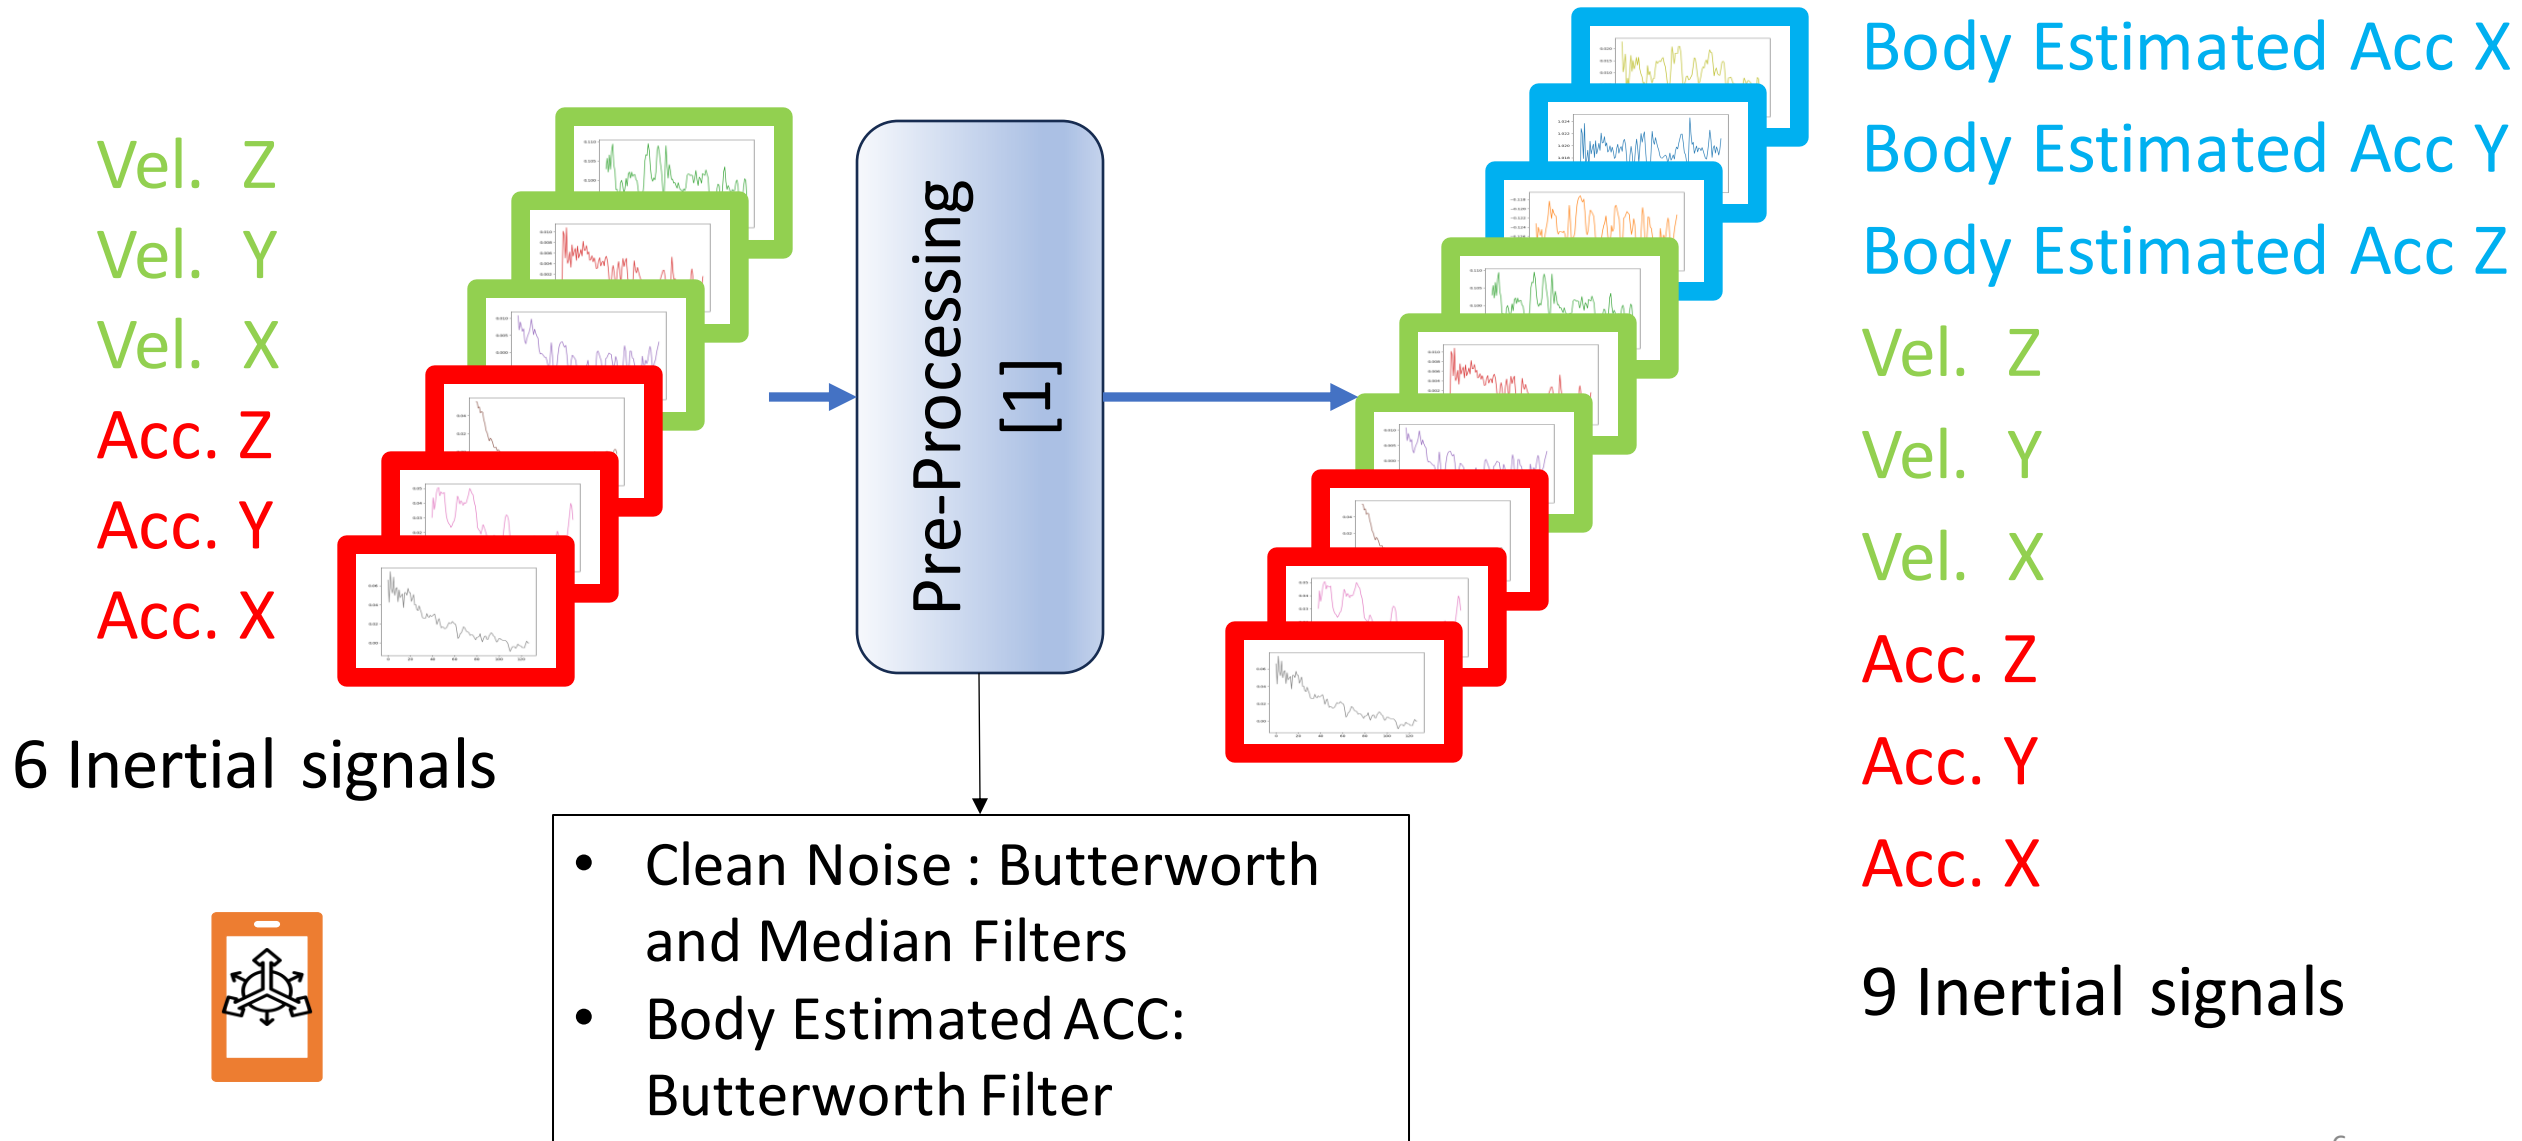 Vel. Z
Vel. Y
Vel. X
Acc. Z
Acc. Y
Acc. X
6 Inertial signals
Pre-Processing
[1]
• Clean Noise : Butterworth
and Median Filters
• Body Estimated ACC:
Butterworth Filter
Body Estimated Acc X
Body Estimated Acc Y
Body Estimated Acc Z
Vel. Z
Vel. Y
Vel. X
Acc. Z
Acc. Y
Acc. X
9 Inertial signals